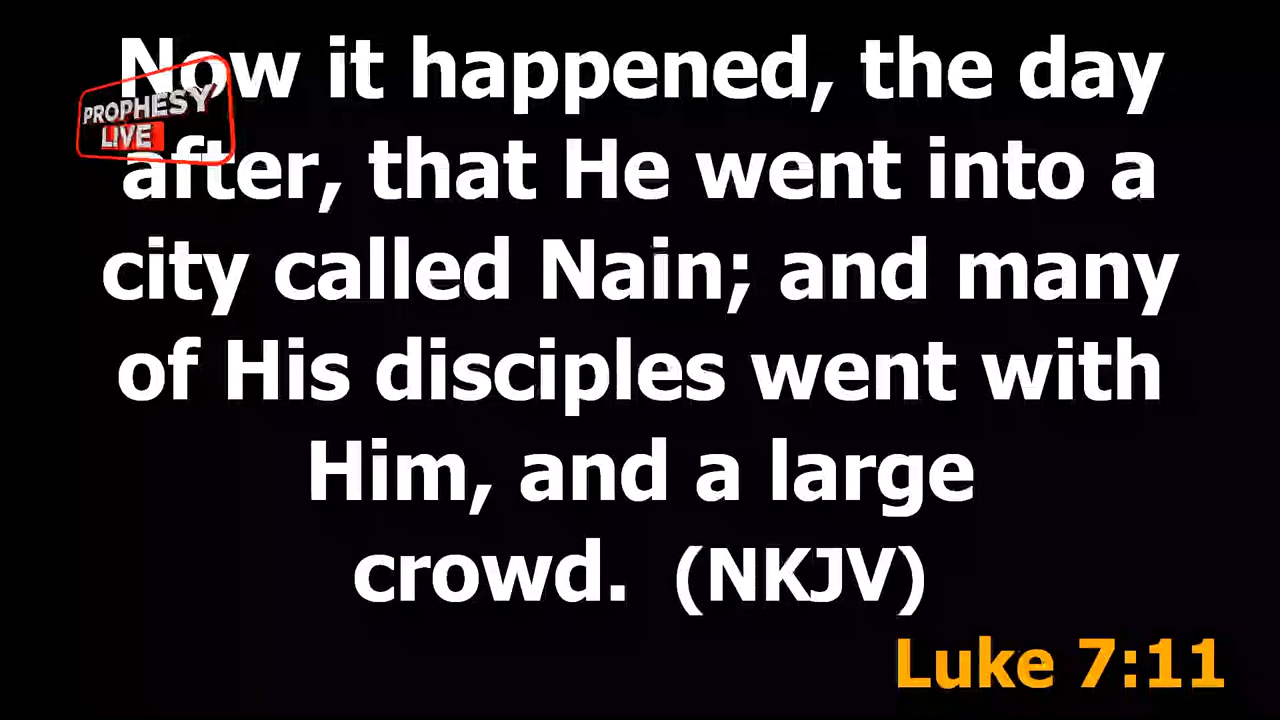 Now it happened, the day
PROPHESY
LIVE
after, that He went into a
city called Nain; and many
of His disciples went with
Him, and a large
crowd. (NKJV)
Luke 7:11